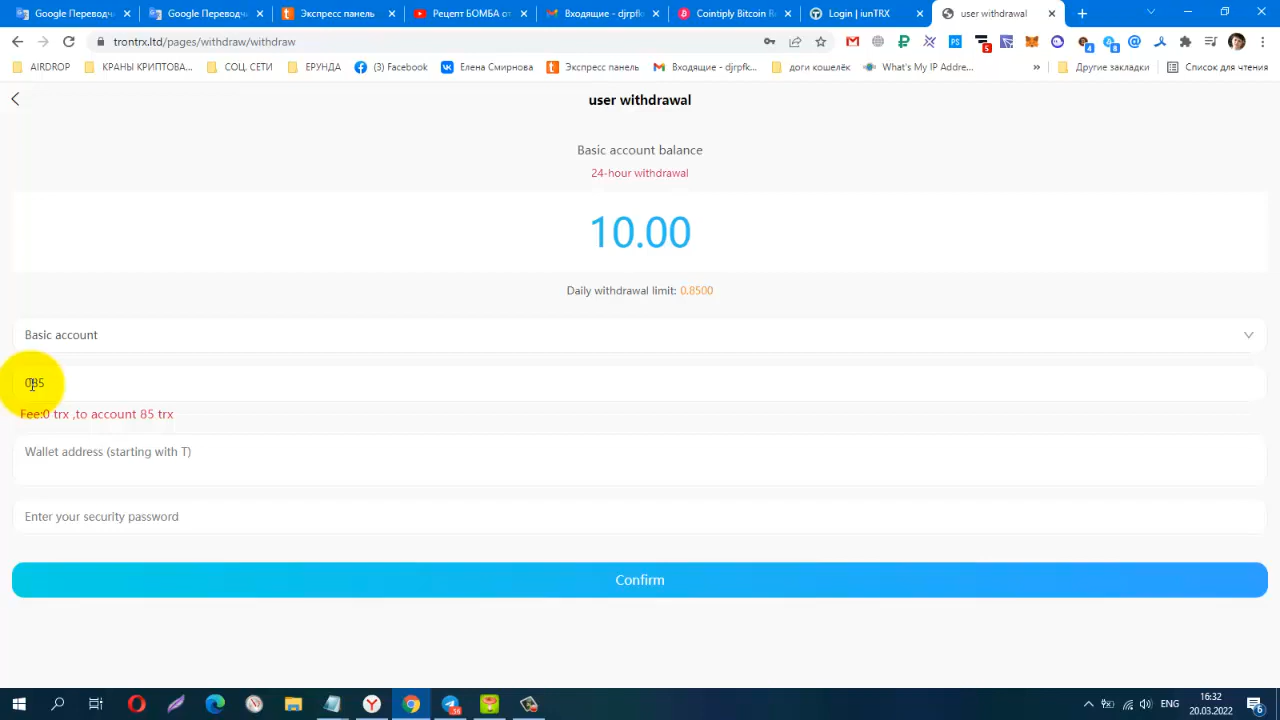 Google Переводч
Google Переводч
Экспресс панель
Рецепт БОМБА от
Входящие - djrpfk
Cointiply Bitcoin R
Login | iunTRX
user withdrawal
trontrx.ltd/pages/withdraw/withdraw
AIRDROP
КРАНЫ КРИПТОВА...
СОЦ. СЕТИ
ЕРУНДА
(3) Facebook
Елена Смирнова
Экспресс панель
Входящие - djrpfk...
доги кошелёк
What's My IP Addre...
»
Другие закладки
Список для чтения
user withdrawal
Basic account balance
24-hour withdrawal
10.00
Daily withdrawal limit: 0.8500
Basic account
085
Fee:0 trx ,to account 85 trx
Wallet address (starting with T)
Enter your security password
Confirm
ENG
16:32
20.03.2022